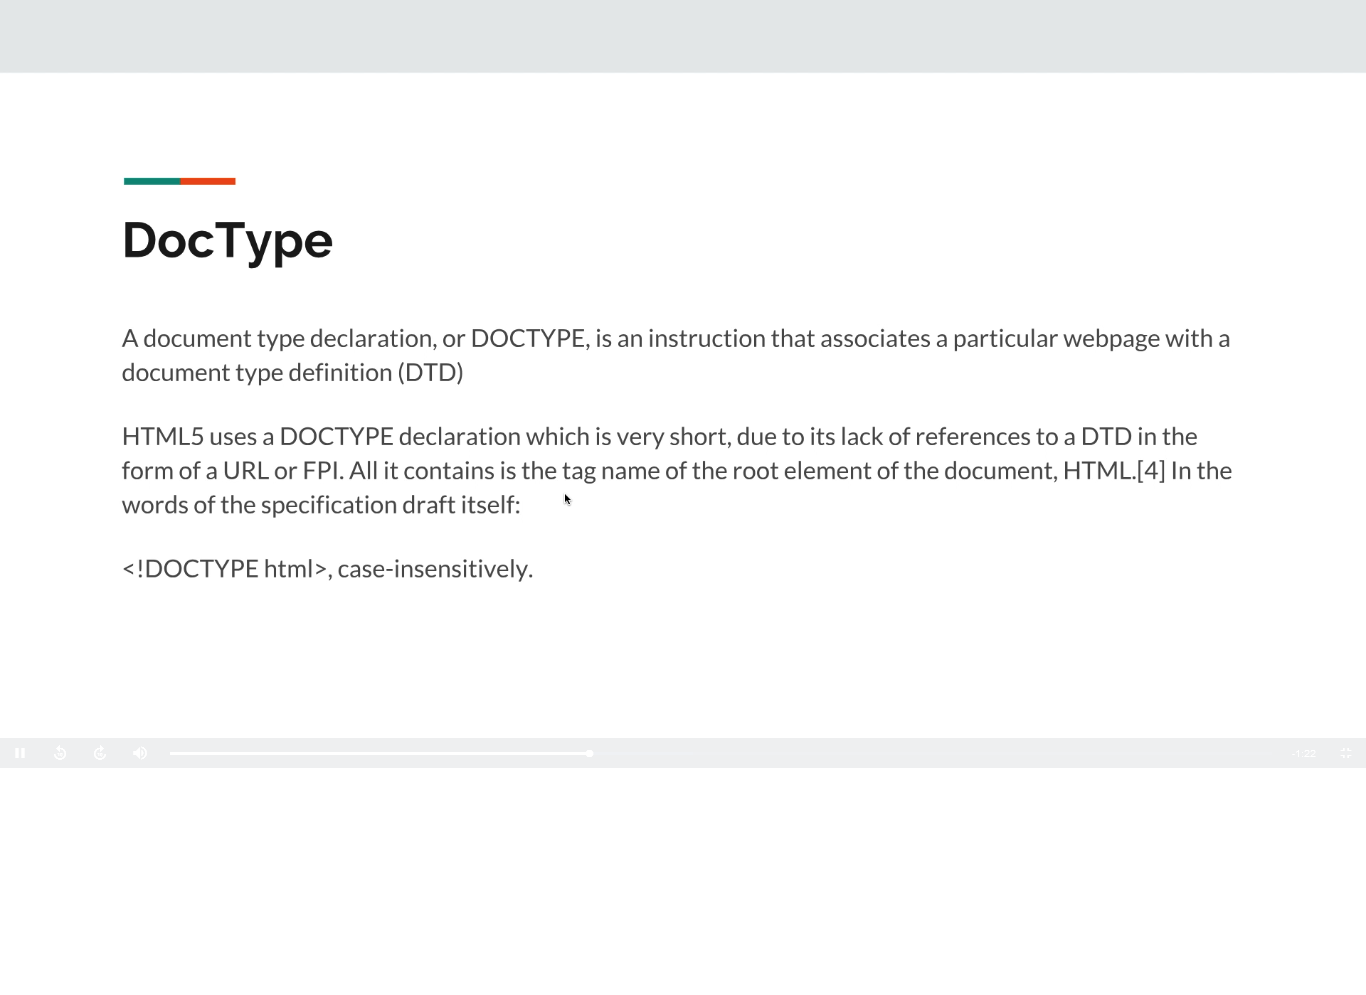 DocType
A document type declaration, or DOCTYPE, is an instruction that associates a particular webpage with a
document type definition (DTD)
HTML5 uses a DOCTYPE declaration which is very short, due to its lack of references to a DTD in the
form of a URL or FPI. All it contains is the tag name of the root element of the document, HTML.[4] In the
words of the specification draft itself:
<!DOCTYPE html>, case-insensitively.
-1:22